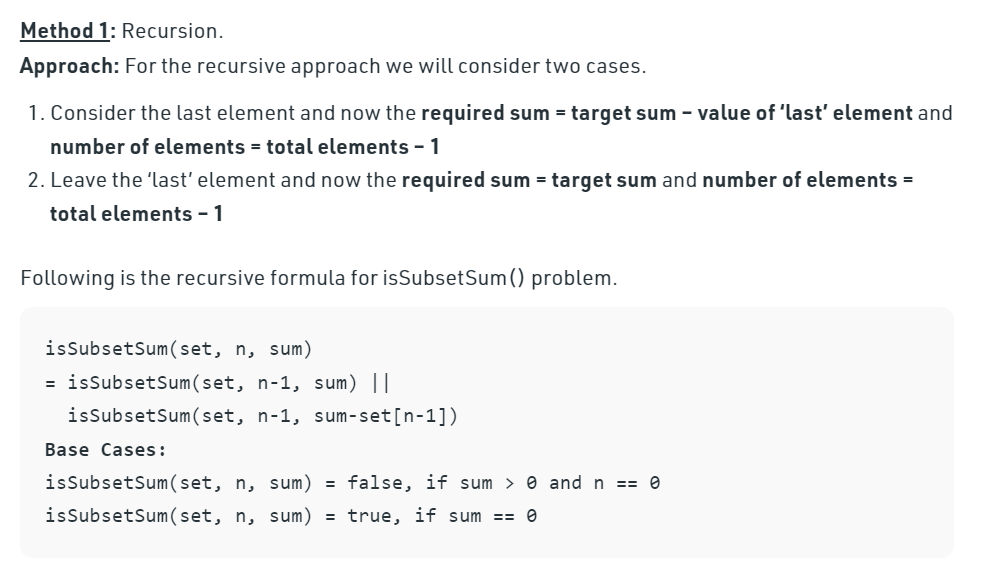 Method 1: Recursion.
Approach: For the recursive approach we will consider two cases.
1. Consider the last element and now the required sum = target sum – value of ‘last’ element and
number of elements = total elements – 1
2. Leave the ‘last’ element and now the required sum = target sum and number of elements =
total elements – 1
Following is the recursive formula for isSubsetSum() problem.
isSubsetSum(set, n, sum)
= isSubsetSum(set, n-1, sum) ||
isSubsetSum(set, n-1, sum-set[n-1])
Base Cases:
isSubsetSum(set, n, sum) = false, if sum > 0 and n == 0
isSubsetSum(set, n, sum) = true, if sum == 0